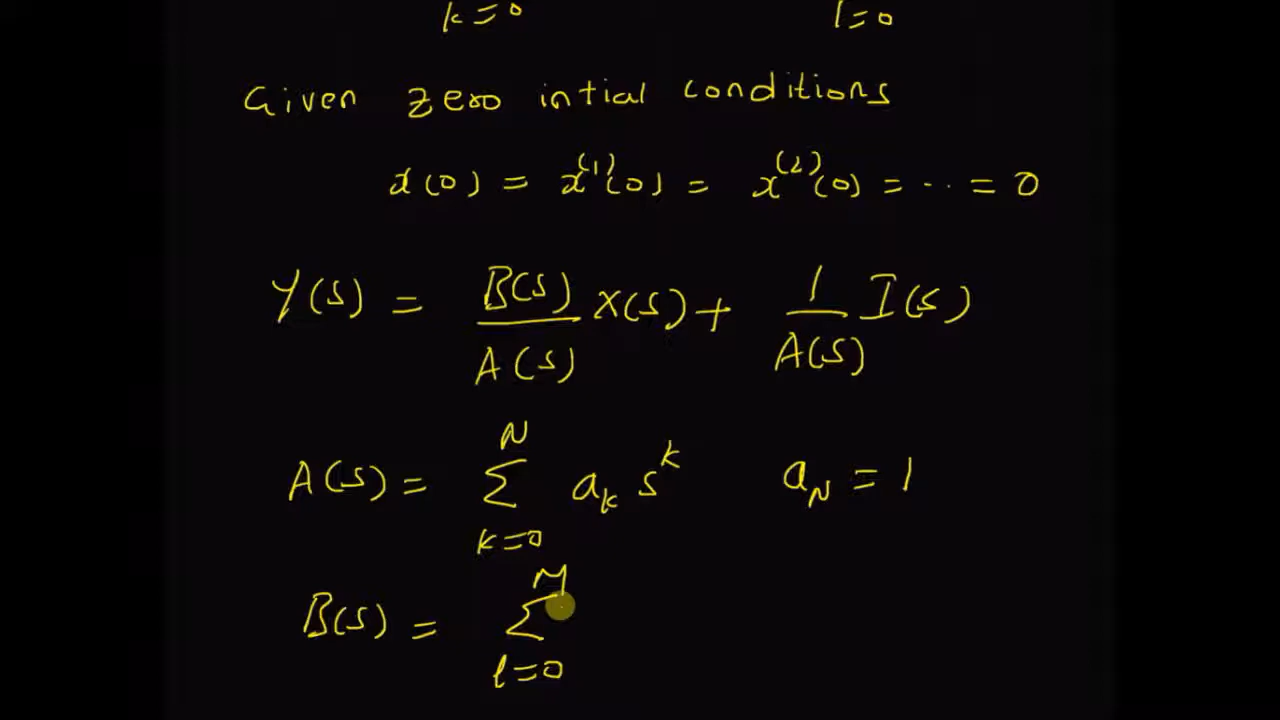 k=0 l=0
Given zero intial conditions
x(0) = x^(1)(0) = x^(2)(0) = ... = 0
Y(s) = B(s)/A(s) X(s) + 1/A(s) I(s)
A(s) = Σ_{k=0}^{N} a_k s^k a_N = 1
B(s) = Σ_{l=0}^{M}